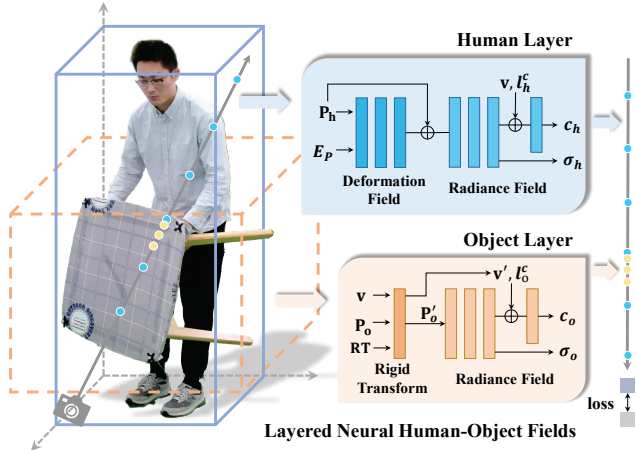 Human Layer
v, l_h^c
P_h
c_h
E_P
σ_h
Deformation Field
Radiance Field
Object Layer
v', l_o^c
v
P_o'
P_o
c_o
RT
σ_o
Rigid Transform
Radiance Field
loss
Layered Neural Human-Object Fields